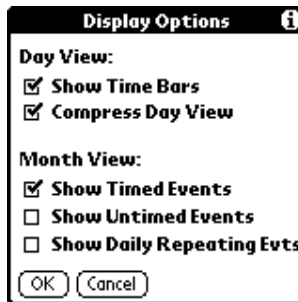 Display Options
Day View:
Show Time Bars
Compress Day View
Month View:
Show Timed Events
Show Untimed Events
Show Daily Repeating Evts
OK Cancel